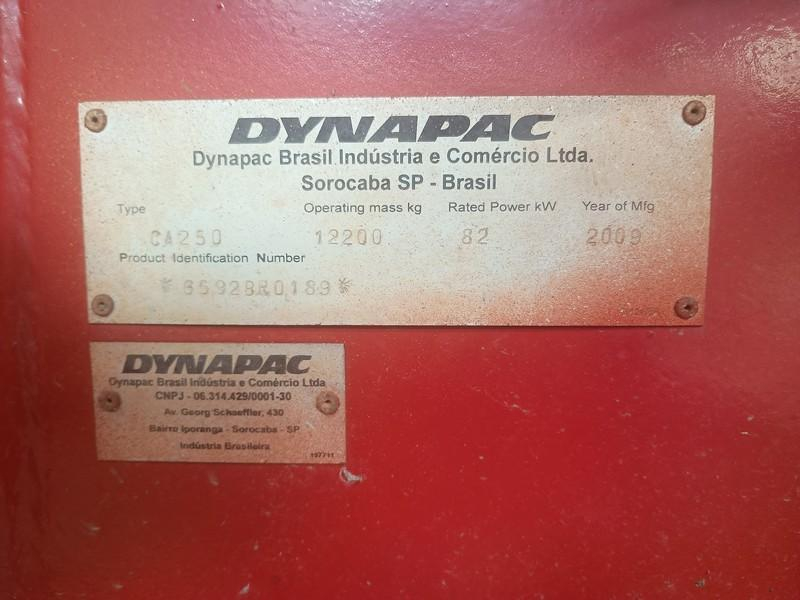 DYNAPAC
Dynapac Brasil Indústria e Comércio Ltda.
Sorocaba SP - Brasil
Type Operating mass kg Rated Power kW Year of Mfg
CA250 12200 82 2009
Product Identification Number
*65928R0189*
DYNAPAC
Dynapac Brasil Indústria e Comércio Ltda
CNPJ - 06.314.429/0001-30
Av. Georg Schaeffler, 430
Bairro Iporanga - Sorocaba - SP
Indústria Brasileira
197711